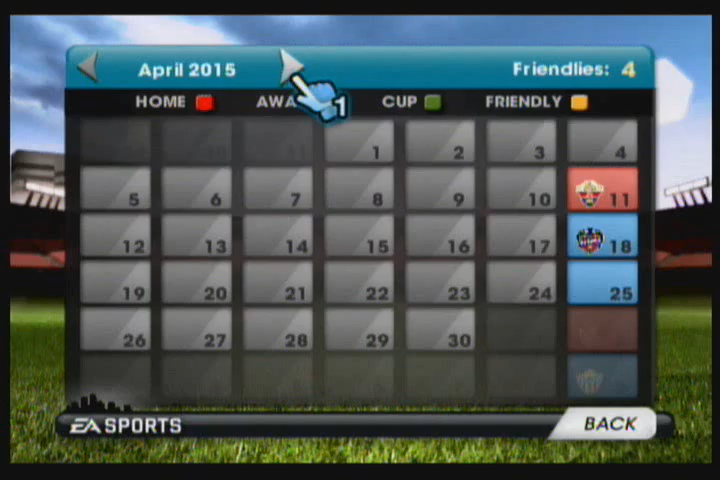 April 2015 Friendlies: 4
HOME AWA CUP FRIENDLY
1
1 2 3 4
5 6 7 8 9 10 11
12 13 14 15 16 17 18
19 20 21 22 23 24 25
26 27 28 29 30
EA SPORTS BACK